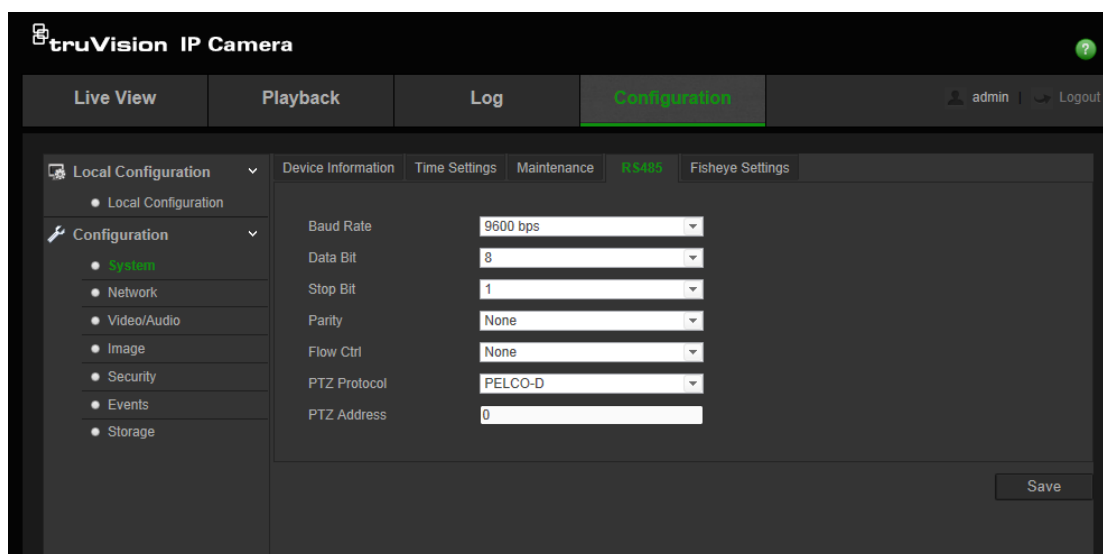 truVision IP Camera
?
Live View Playback Log Configuration admin | Logout
Local Configuration
Local Configuration
Configuration
System
Network
Video/Audio
Image
Security
Events
Storage
Device Information Time Settings Maintenance RS485 Fisheye Settings
Baud Rate 9600 bps
Data Bit 8
Stop Bit 1
Parity None
Flow Ctrl None
PTZ Protocol PELCO-D
PTZ Address 0
Save